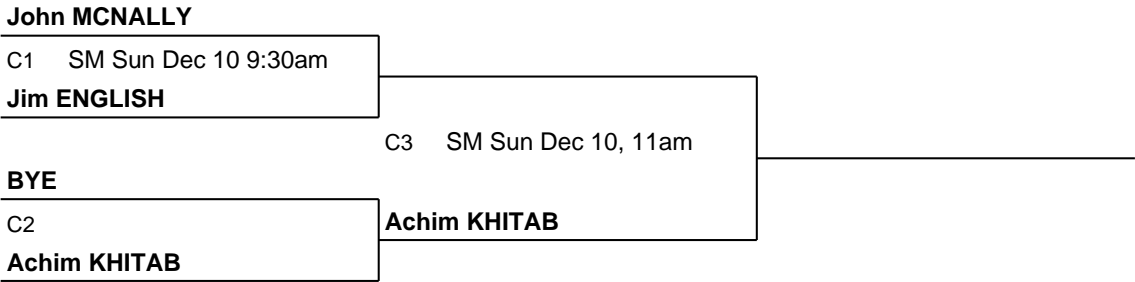 John MCNALLY
C1 SM Sun Dec 10 9:30am
Jim ENGLISH
C3 SM Sun Dec 10, 11am
BYE
C2
Achim KHITAB
Achim KHITAB